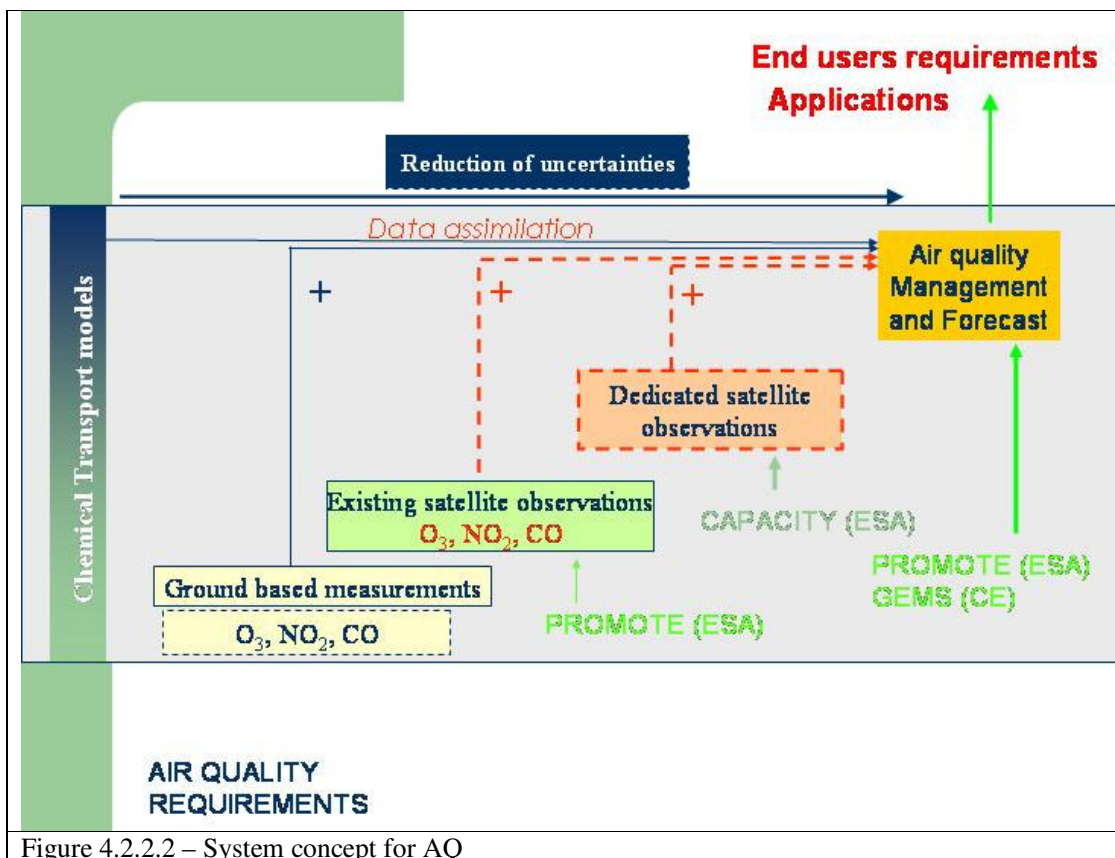 End users requirements
Applications
Reduction of uncertainties
Chemical Transport models
Data assimilation
+
+
+
Air quality
Management
and Forecast
Dedicated satellite
observations
Existing satellite observations
O₃, NO₂, CO
CAPACITY (ESA)
Ground based measurements
O₃, NO₂, CO
PROMOTE (ESA)
PROMOTE (ESA)
GEMS (CE)
AIR QUALITY
REQUIREMENTS
Figure 4.2.2.2 – System concept for AQ